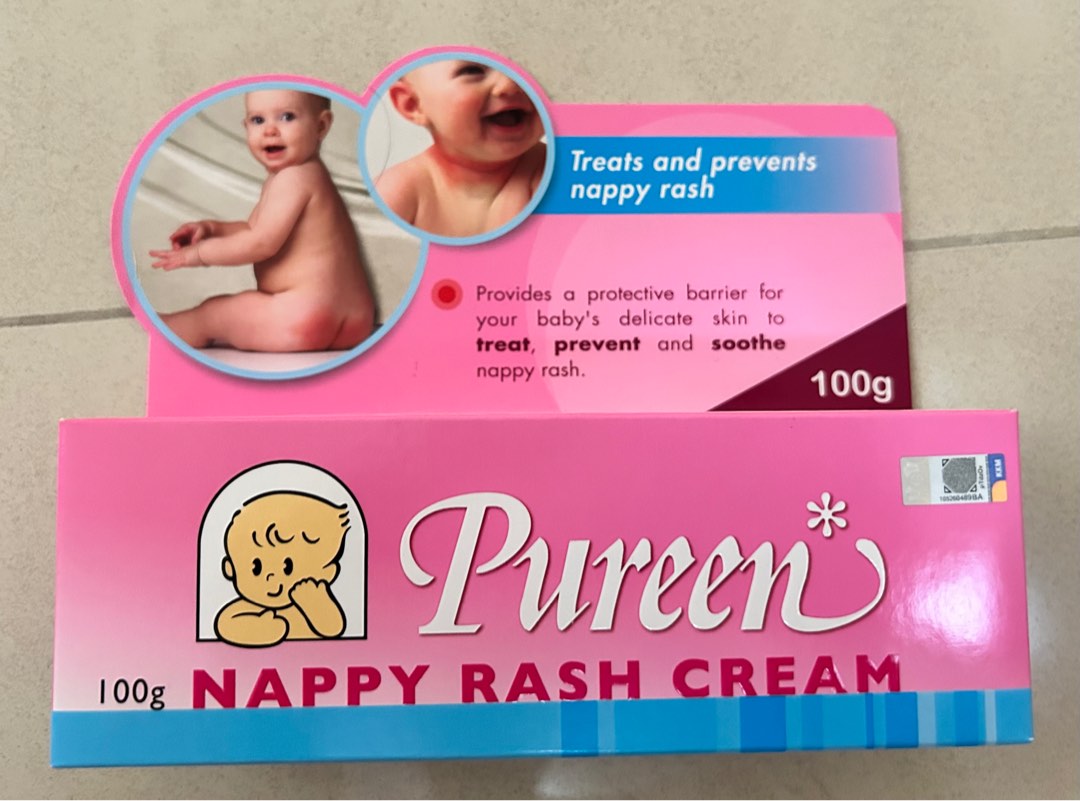 Treats and prevents
nappy rash
Provides a protective barrier for
your baby's delicate skin to
treat, prevent and soothe
nappy rash.
100g
KKM
Pureen*
100g NAPPY RASH CREAM